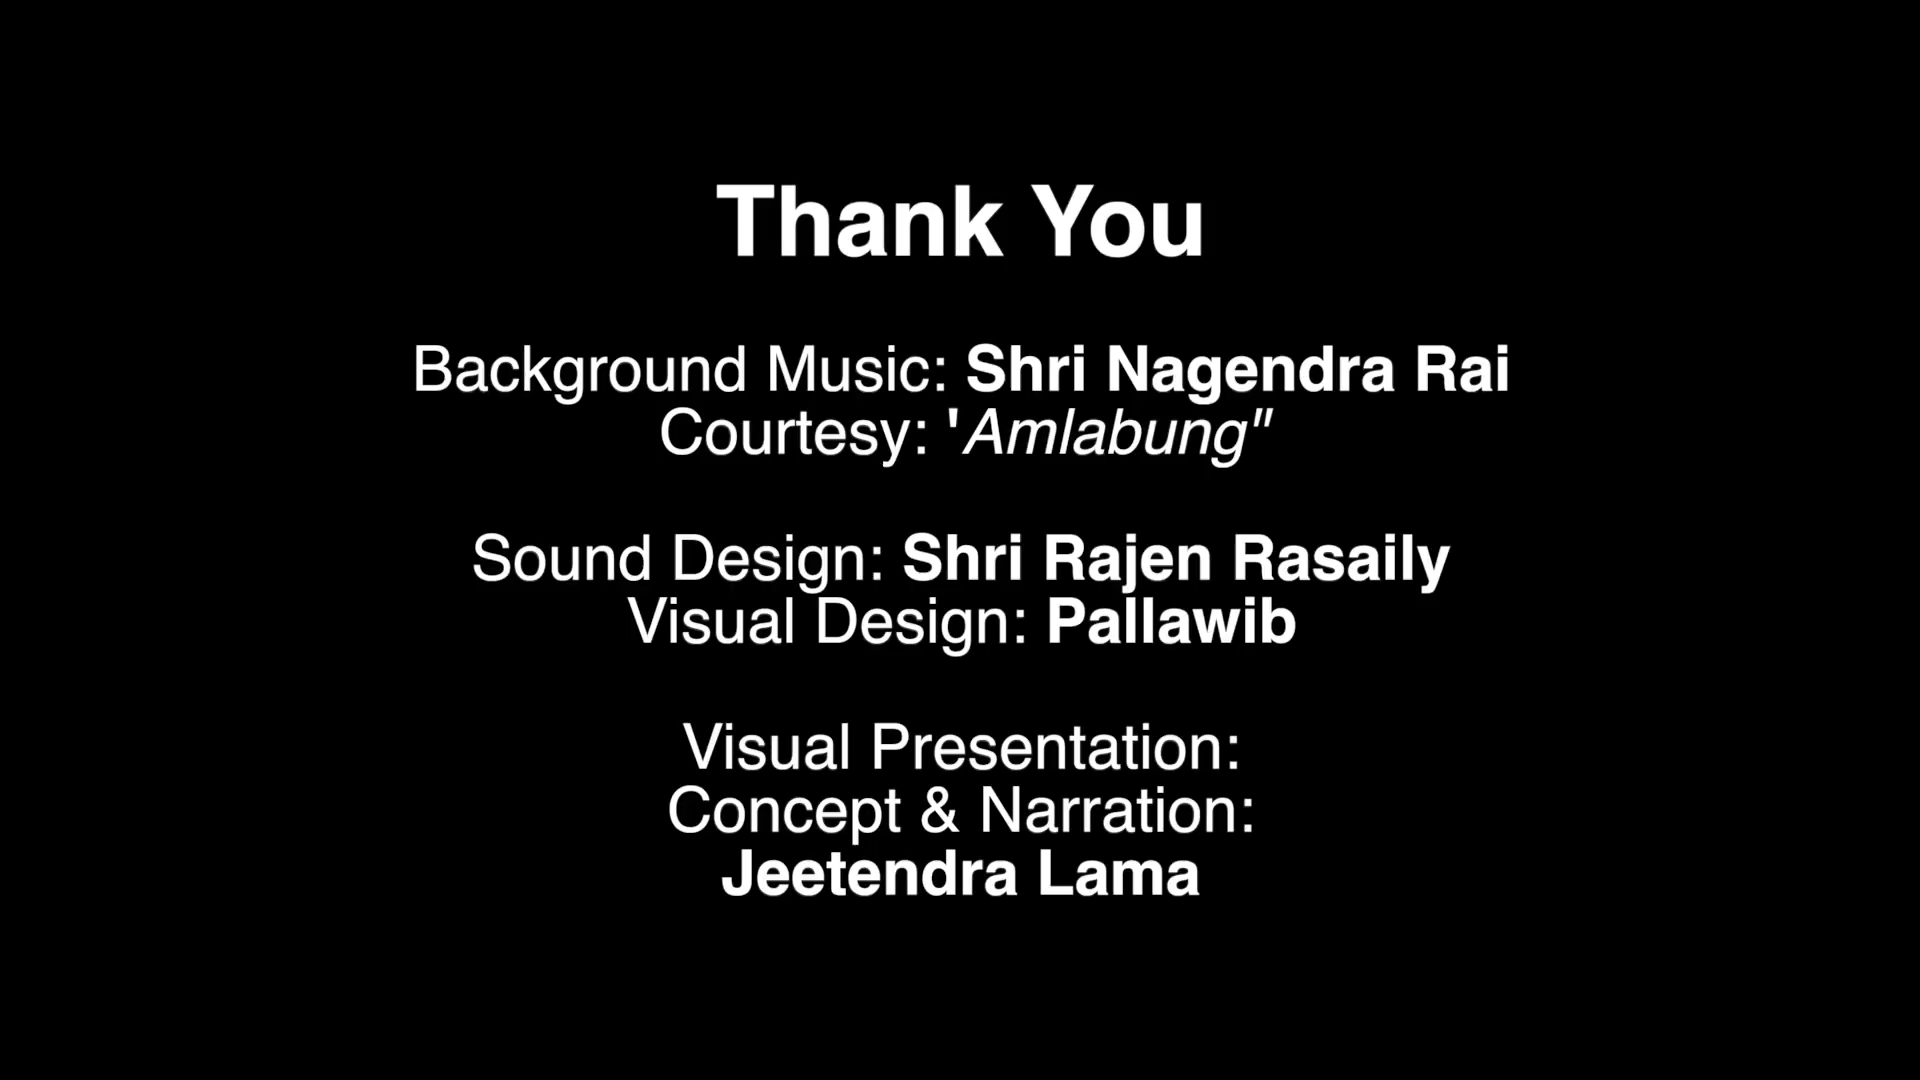 Thank You
Background Music: Shri Nagendra Rai
Courtesy: 'Amlabung"
Sound Design: Shri Rajen Rasaily
Visual Design: Pallawib
Visual Presentation:
Concept & Narration:
Jeetendra Lama